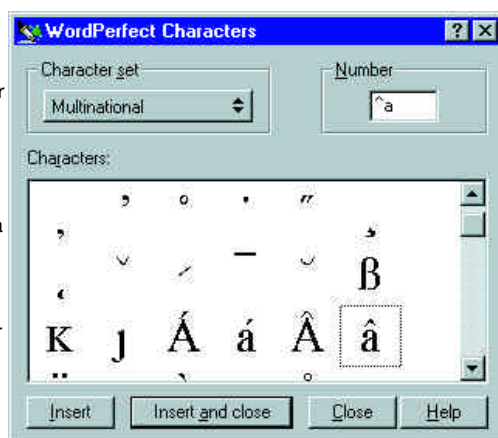 WordPerfect Characters
Character set
Number
Multinational
^a
Characters:
ß
ĸ ȷ Á á Â â
Insert Insert and close Close Help